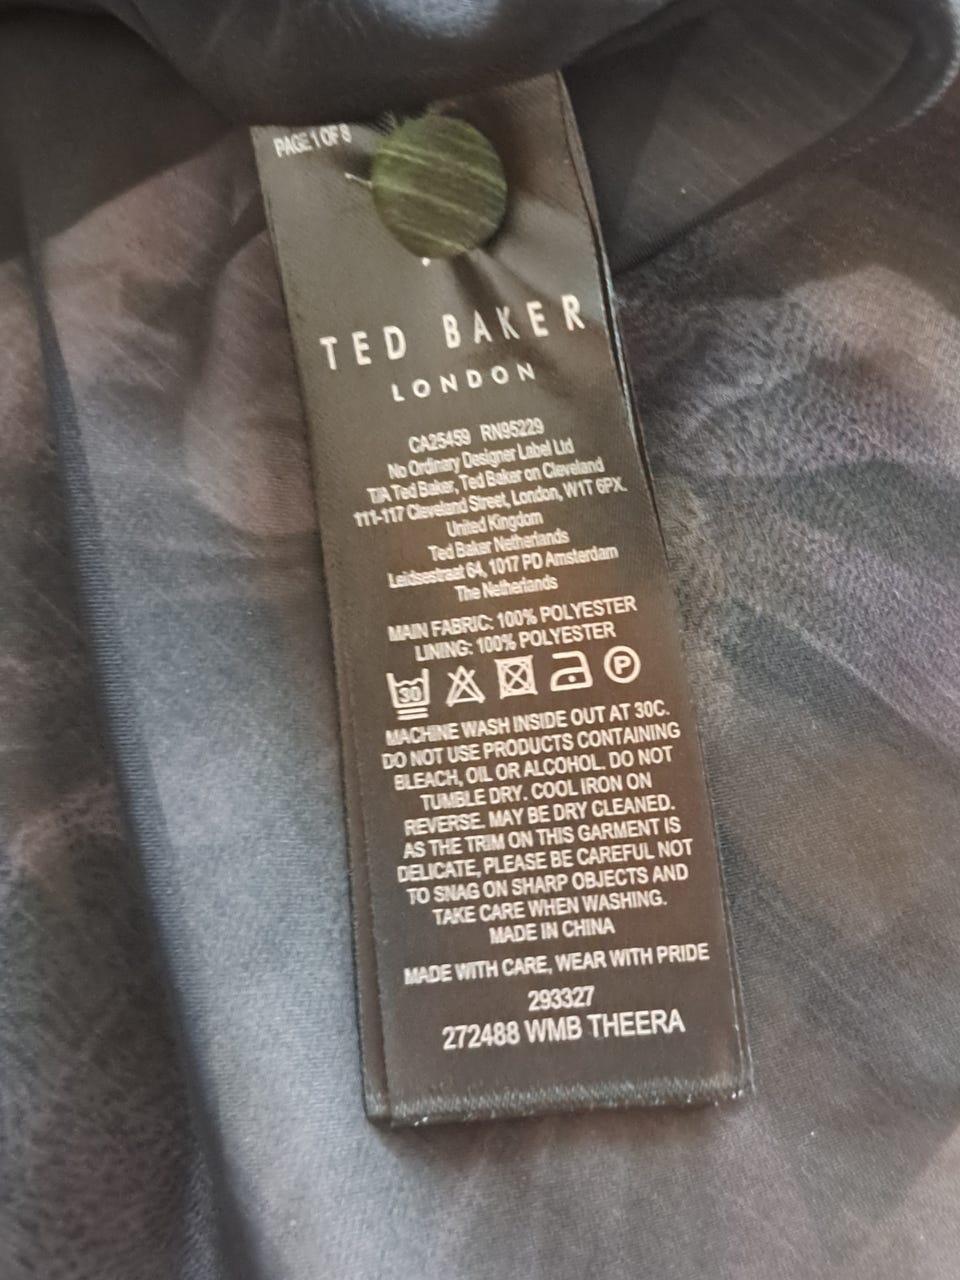 PAGE 1 OF 8
TED BAKER
LONDON
CA25459 RN95229
No Ordinary Designer Label Ltd
T/A Ted Baker, Ted Baker on Cleveland
111-117 Cleveland Street, London, W1T 6PX.
United Kingdom
Ted Baker Netherlands
Leidsestraat 64, 1017 PD Amsterdam
The Netherlands
MAIN FABRIC: 100% POLYESTER
LINING: 100% POLYESTER
30 P
MACHINE WASH INSIDE OUT AT 30C.
DO NOT USE PRODUCTS CONTAINING
BLEACH, OIL OR ALCOHOL. DO NOT
TUMBLE DRY. COOL IRON ON
REVERSE. MAY BE DRY CLEANED.
AS THE TRIM ON THIS GARMENT IS
DELICATE, PLEASE BE CAREFUL NOT
TO SNAG ON SHARP OBJECTS AND
TAKE CARE WHEN WASHING.
MADE IN CHINA
MADE WITH CARE, WEAR WITH PRIDE
293327
272488 WMB THEERA